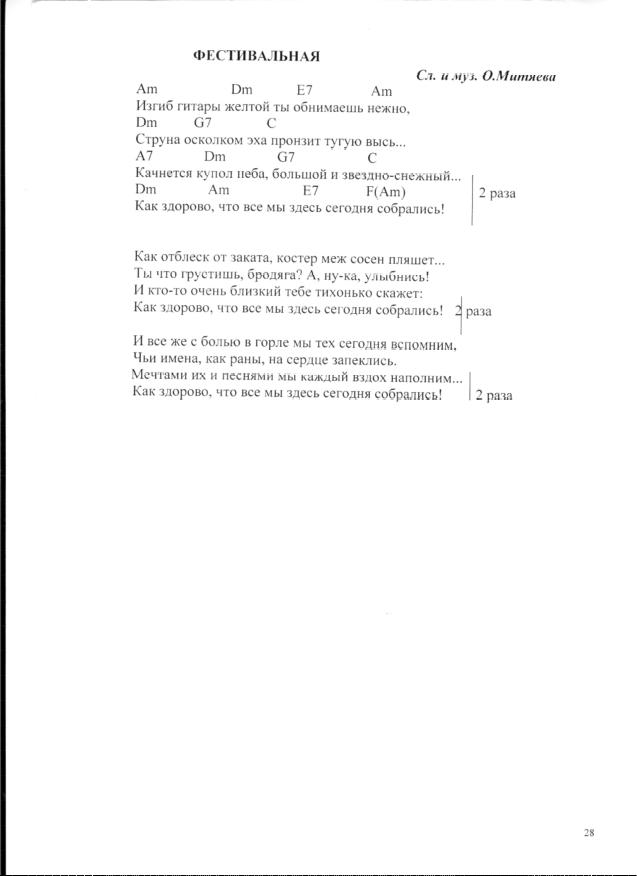 ФЕСТИВАЛЬНАЯ
Сл. и муз. О.Митяева
Am Dm E7 Am
Изгиб гитары желтой ты обнимаешь нежно,
Dm G7 C
Струна осколком эха пронзит тугую высь...
A7 Dm G7 C
Качнется купол неба, большой и звездно-снежный...
Dm Am E7 F(Am) 2 раза
Как здорово, что все мы здесь сегодня собрались!
Как отблеск от заката, костер меж сосен пляшет...
Ты что грустишь, бродяга? А, ну-ка, улыбнись!
И кто-то очень близкий тебе тихонько скажет:
Как здорово, что все мы здесь сегодня собрались! 2 раза
И все же с болью в горле мы тех сегодня вспомним,
Чьи имена, как раны, на сердце запеклись.
Мечтами их и песнями мы каждый вздох наполним...
Как здорово, что все мы здесь сегодня собрались! 2 раза
28